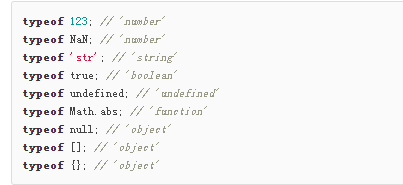 typeof 123; // 'number'
typeof NaN; // 'number'
typeof 'str'; // 'string'
typeof true; // 'boolean'
typeof undefined; // 'undefined'
typeof Math.abs; // 'function'
typeof null; // 'object'
typeof []; // 'object'
typeof {}; // 'object'